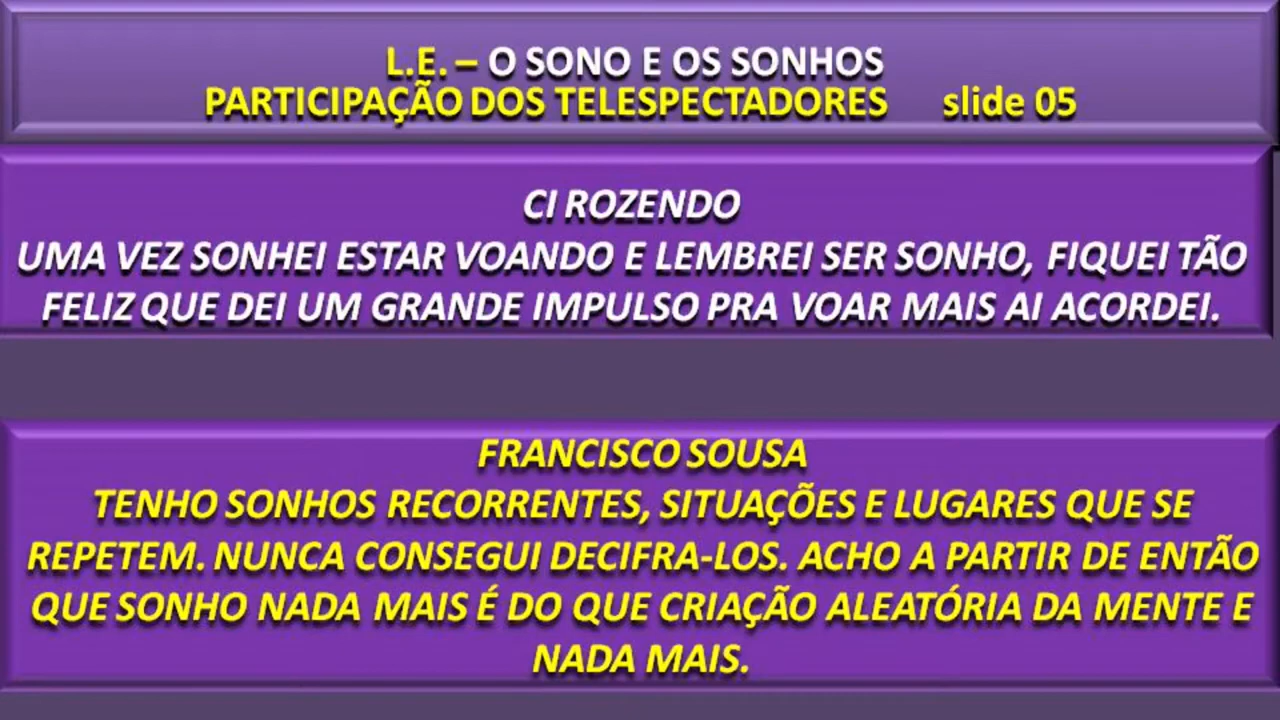 L.E. – O SONO E OS SONHOS
PARTICIPAÇÃO DOS TELESPECTADORES slide 05
CI ROZENDO
UMA VEZ SONHEI ESTAR VOANDO E LEMBREI SER SONHO, FIQUEI TÃO
FELIZ QUE DEI UM GRANDE IMPULSO PRA VOAR MAIS AI ACORDEI.
FRANCISCO SOUSA
TENHO SONHOS RECORRENTES, SITUAÇÕES E LUGARES QUE SE
REPETEM. NUNCA CONSEGUI DECIFRA-LOS. ACHO A PARTIR DE ENTÃO
QUE SONHO NADA MAIS É DO QUE CRIAÇÃO ALEATÓRIA DA MENTE E
NADA MAIS.